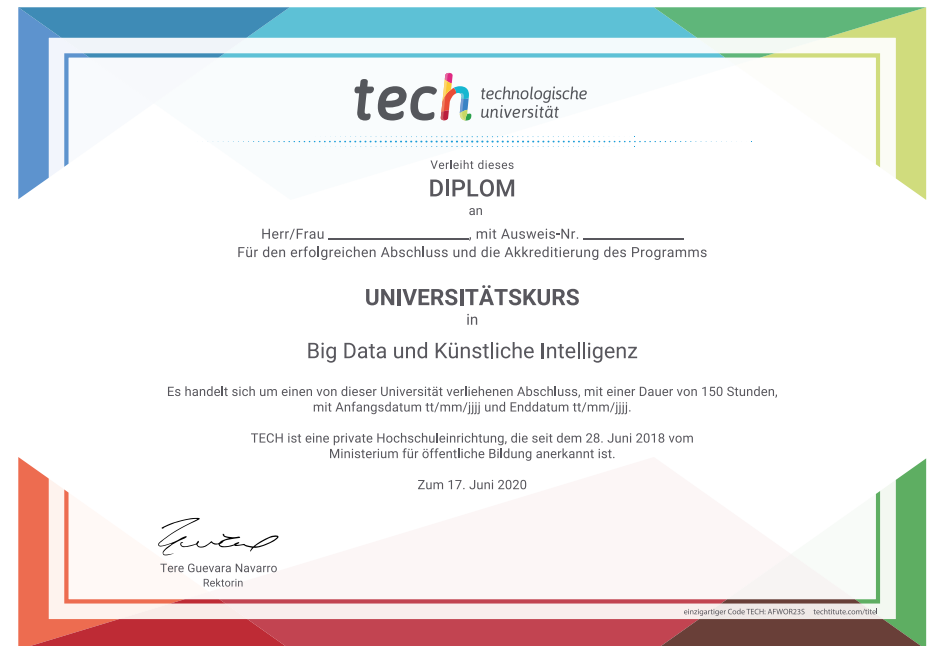 tech technologische
universität
Verleiht dieses
DIPLOM
an
Herr/Frau ____________________, mit Ausweis-Nr. ______________
Für den erfolgreichen Abschluss und die Akkreditierung des Programms
UNIVERSITÄTSKURS
in
Big Data und Künstliche Intelligenz
Es handelt sich um einen von dieser Universität verliehenen Abschluss, mit einer Dauer von 150 Stunden,
mit Anfangsdatum tt/mm/jjjj und Enddatum tt/mm/jjjj.
TECH ist eine private Hochschuleinrichtung, die seit dem 28. Juni 2018 vom
Ministerium für öffentliche Bildung anerkannt ist.
Zum 17. Juni 2020
Tere Guevara Navarro
Rektorin
einzigartiger Code TECH: AFWOR235 techtitute.com/titel